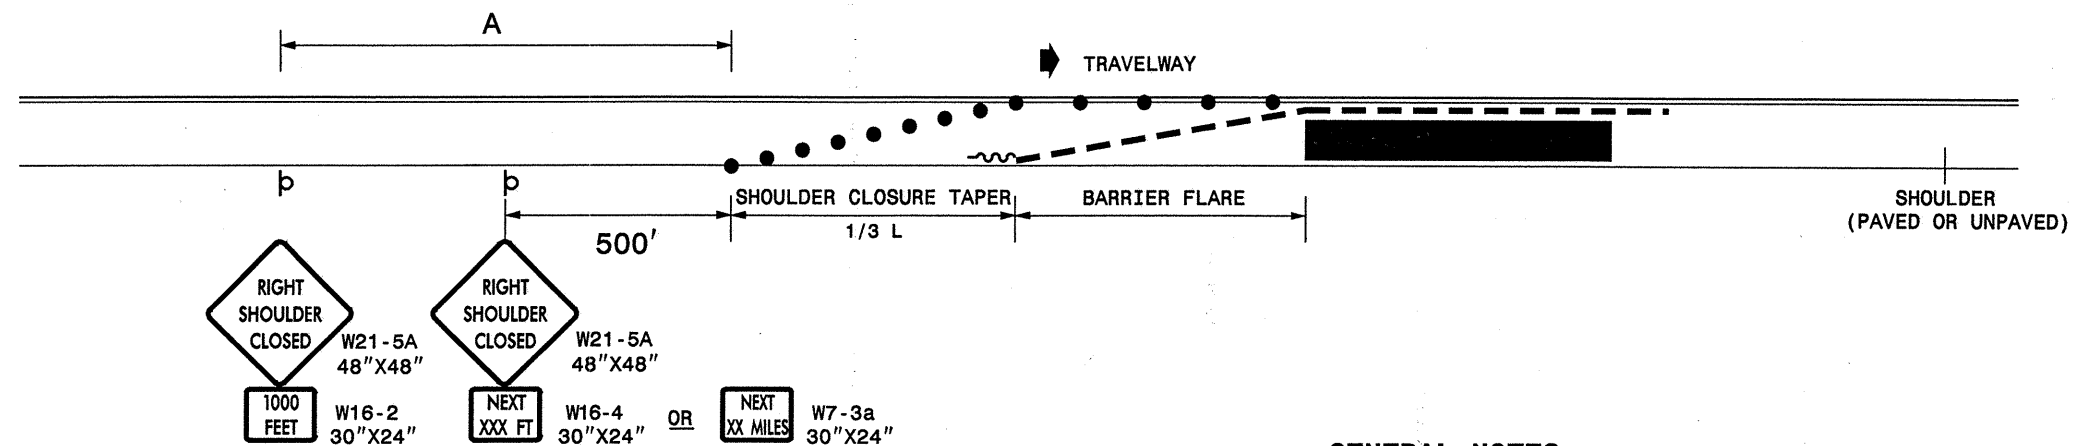 A
TRAVELWAY
SHOULDER CLOSURE TAPER
BARRIER FLARE
SHOULDER
(PAVED OR UNPAVED)
500'
1/3 L
RIGHT
SHOULDER
CLOSED
W21-5A
48"X48"
1000
FEET
W16-2
30"X24"
RIGHT
SHOULDER
CLOSED
W21-5A
48"X48"
NEXT
XXX FT
W16-4
30"X24"
OR
NEXT
XX MILES
W7-3a
30"X24"
GENERAL NOTES